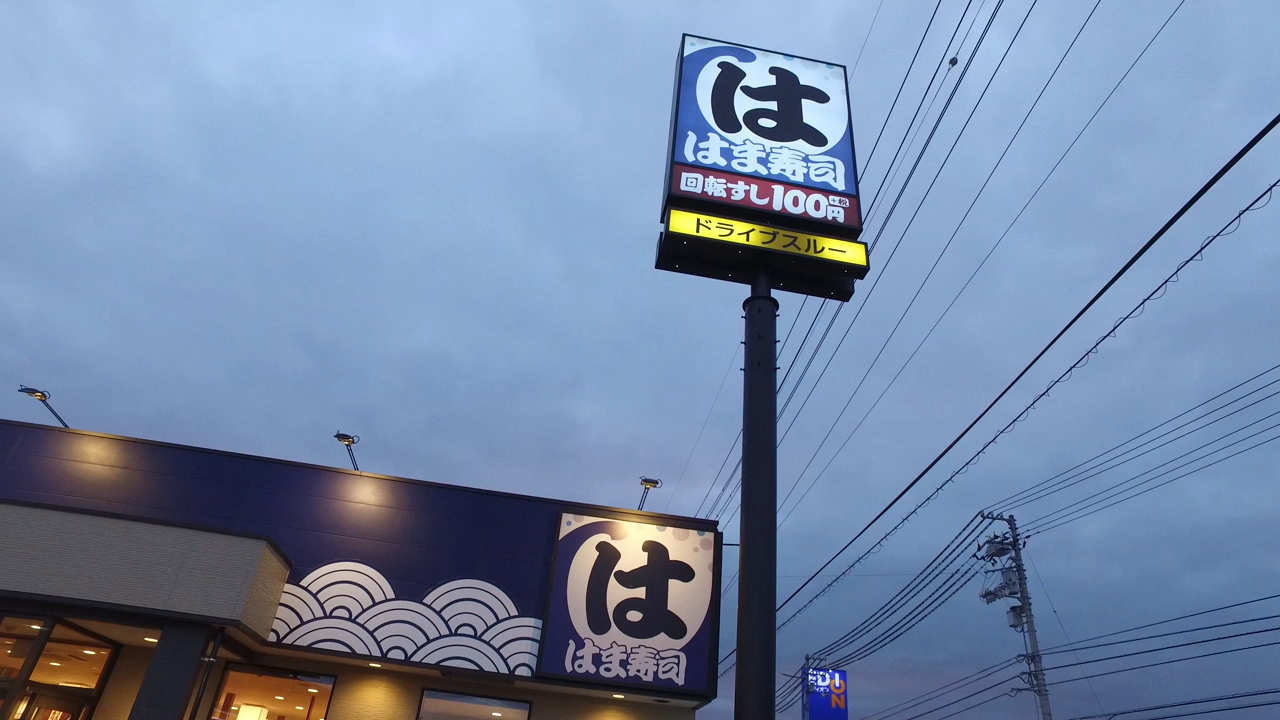 は
はま寿司
回転すし100円
+税
ドライブスルー
は
はま寿司